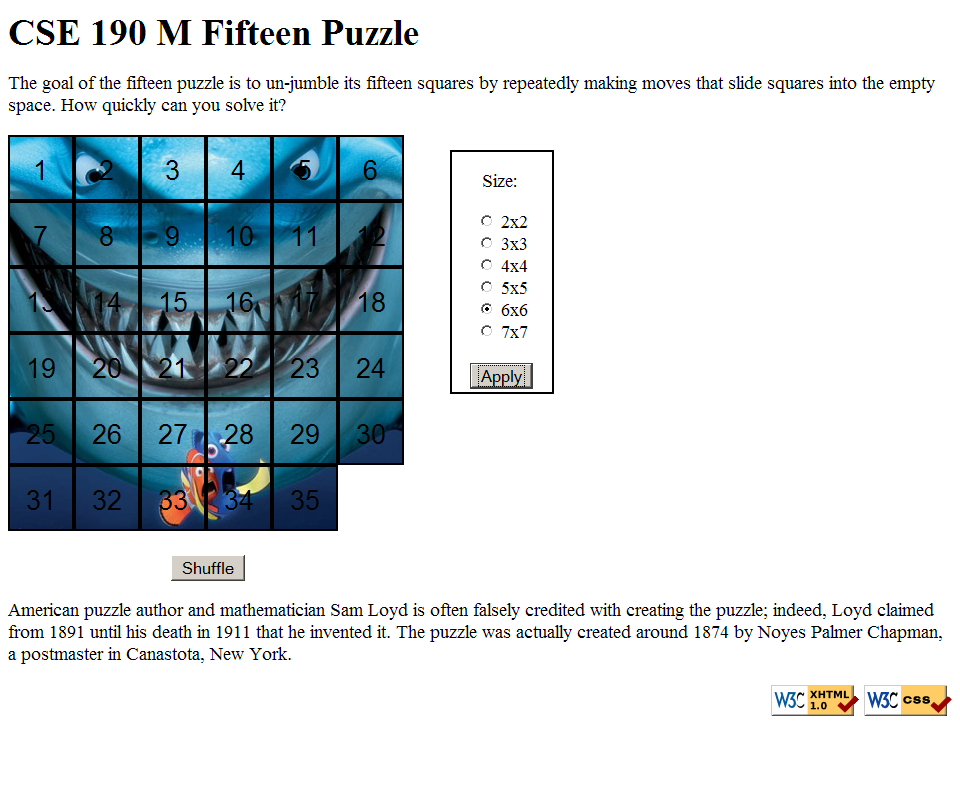 CSE 190 M Fifteen Puzzle
The goal of the fifteen puzzle is to un-jumble its fifteen squares by repeatedly making moves that slide squares into the empty
space. How quickly can you solve it?
1 2 3 4 5 6
7 8 9 10 11 12
13 14 15 16 17 18
19 20 21 22 23 24
25 26 27 28 29 30
31 32 33 34 35
Size:
2x2
3x3
4x4
5x5
6x6
7x7
Apply
Shuffle
American puzzle author and mathematician Sam Loyd is often falsely credited with creating the puzzle; indeed, Loyd claimed
from 1891 until his death in 1911 that he invented it. The puzzle was actually created around 1874 by Noyes Palmer Chapman,
a postmaster in Canastota, New York.
W3C XHTML 1.0
W3C css